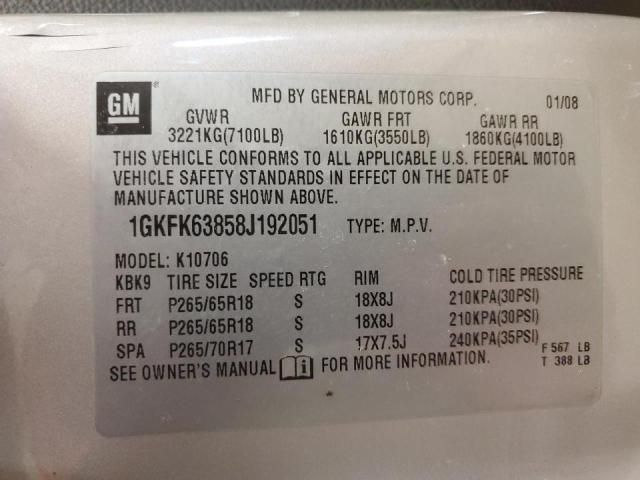 GM
MFD BY GENERAL MOTORS CORP. 01/08
GVWR GAWR FRT GAWR RR
3221KG(7100LB) 1610KG(3550LB) 1860KG(4100LB)
THIS VEHICLE CONFORMS TO ALL APPLICABLE U.S. FEDERAL MOTOR
VEHICLE SAFETY STANDARDS IN EFFECT ON THE DATE OF
MANUFACTURE SHOWN ABOVE.
1GKFK63858J192051 TYPE: M.P.V.
MODEL: K10706
KBK9 TIRE SIZE SPEED RTG RIM COLD TIRE PRESSURE
FRT P265/65R18 S 18X8J 210KPA(30PSI)
RR P265/65R18 S 18X8J 210KPA(30PSI)
SPA P265/70R17 S 17X7.5J 240KPA(35PSI) F 567 LB
SEE OWNER'S MANUAL i FOR MORE INFORMATION. T 388 LB